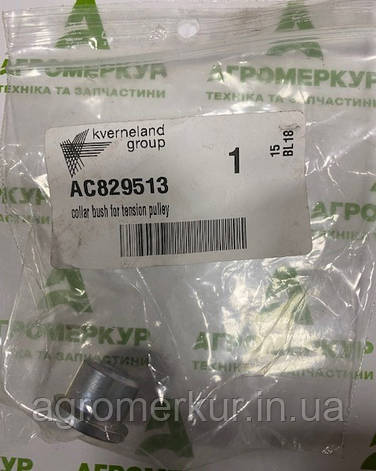 АГРОМЕРКУР
ТЕХНІКА ТА ЗАПЧАСТИНИ
kverneland
group
AC829513
1
15
BL18
collar bush for tension pulley
АГРОМЕРКУР
ТЕХНІКА ТА ЗАПЧАСТИНИ
АГРОМЕРКУР
ТЕХНІКА ТА ЗАПЧАСТИНИ
agromerkur.in.ua